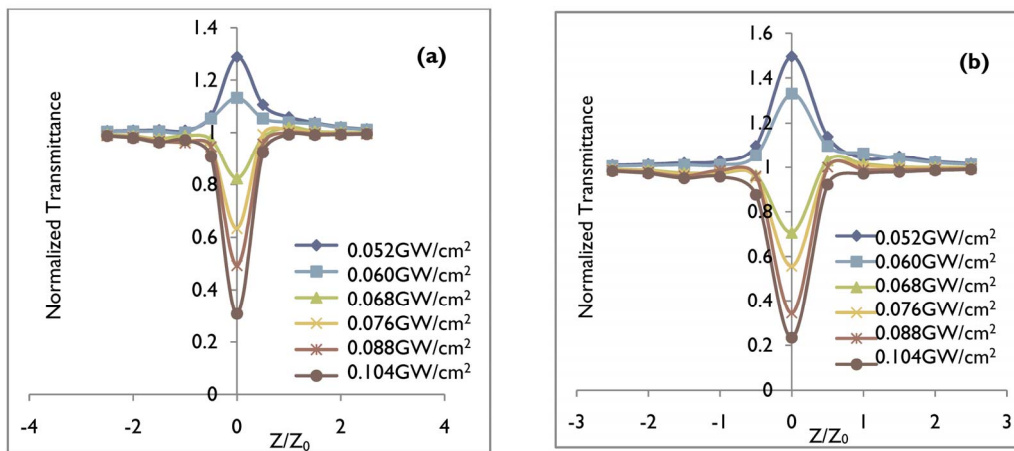 (a)
Normalized Transmittance
1.4
1.2
1
0.8
0.6
0.4
0.2
0
-4
-2
0
2
4
Z/Z0
0.052GW/cm2
0.060GW/cm2
0.068GW/cm2
0.076GW/cm2
0.088GW/cm2
0.104GW/cm2
(b)
Normalized Transmittance
1.6
1.4
1.2
1
0.8
0.6
0.4
0.2
0
-3
-2
-1
0
1
2
3
Z/Z0
0.052GW/cm2
0.060GW/cm2
0.068GW/cm2
0.076GW/cm2
0.088GW/cm2
0.104GW/cm2